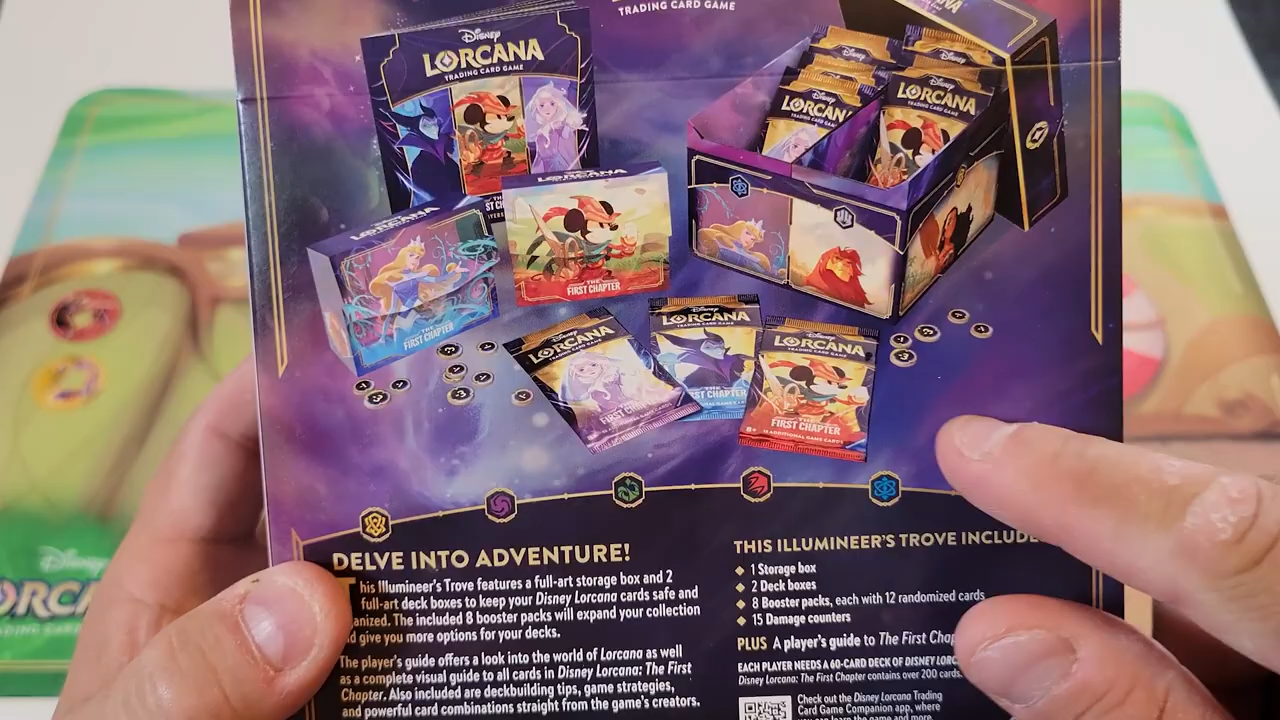 TRADING CARD GAME
Disney
LORCANA
TRADING CARD GAME
Disney
LORCANA
Disney
LORCANA
LORCANA
THE
FIRST CHAPTER
LORCANA
THE
FIRST CHAPTER
Disney
LORCANA
TRADING CARD GAME
Disney
LORCANA
TRADING CARD GAME
THE
FIRST CHAPTER
Disney
LORCANA
TRADING CARD GAME
THE
FIRST CHAPTER
8+
12 ADDITIONAL GAME CARDS
DELVE INTO ADVENTURE!
This Illumineer's Trove features a full-art storage box and 2
full-art deck boxes to keep your Disney Lorcana cards safe and
anized. The included 8 booster packs will expand your collection
d give you more options for your decks.
The player's guide offers a look into the world of Lorcana as well
as a complete visual guide to all cards in Disney Lorcana: The First
Chapter. Also included are deckbuilding tips, game strategies,
and powerful card combinations straight from the game's creators.
THIS ILLUMINEER'S TROVE INCLUDE
◆ 1 Storage box
◆ 2 Deck boxes
◆ 8 Booster packs, each with 12 randomized cards
◆ 15 Damage counters
PLUS A player's guide to The First Chap
EACH PLAYER NEEDS A 60-CARD DECK OF DISNEY LORC
Disney Lorcana: The First Chapter contains over 200 cards.
Check out the Disney Lorcana Trading
Card Game Companion app, where
you can learn the game and more.
Disney